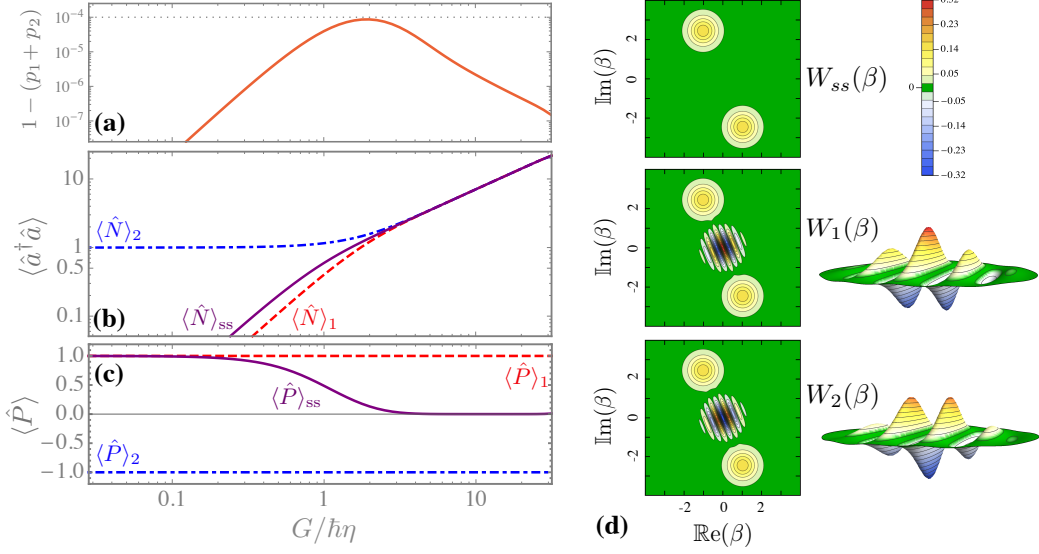 10⁻⁴
10⁻⁵
10⁻⁶
10⁻⁷
1 − (p₁ + p₂)
(a)
10
1
0.5
0.1
⟨â†â⟩
⟨N̂⟩₂
⟨N̂⟩ss
⟨N̂⟩₁
(b)
1.0
0.5
0.0
−0.5
−1.0
⟨P̂⟩
(c)
⟨P̂⟩₁
⟨P̂⟩ss
⟨P̂⟩₂
0.1
1
10
G/ℏη
2
0
-2
𝕀m(β)
Wss(β)
0.32
0.23
0.14
0.05
0
-0.05
-0.14
-0.23
-0.32
2
0
-2
𝕀m(β)
W₁(β)
2
0
-2
𝕀m(β)
W₂(β)
-2
0
2
ℝe(β)
(d)